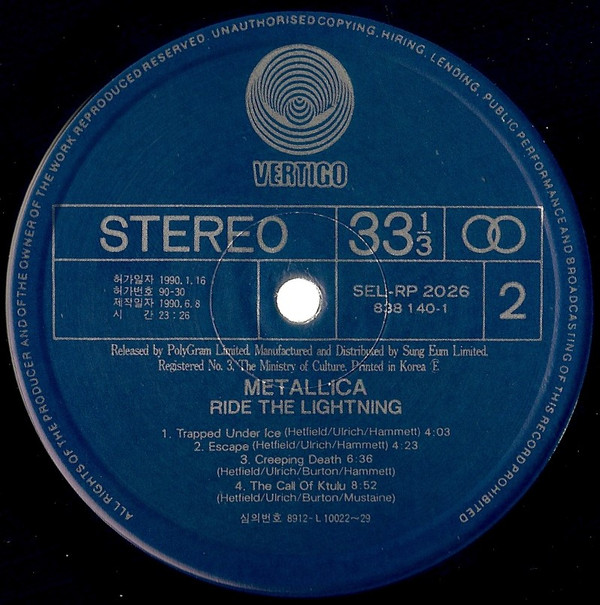 ALL RIGHTS OF THE PRODUCER AND OF THE OWNER OF THE WORK REPRODUCED RESERVED. UNAUTHORISED COPYING, HIRING, LENDING, PUBLIC PERFORMANCE AND BROADCASTING OF THIS RECORD PROHIBITED
VERTIGO
STEREO
33 1/3
허가일자 1990.1.16
허가번호 90-30
제작일자 1990.6.8
시 간 23:26
SEL-RP 2026
838 140-1
2
Released by PolyGram Limited. Manufactured and Distributed by Sung Eum Limited.
Registered No. 3, The Ministry of Culture. Printed in Korea Ⓔ
METALLICA
RIDE THE LIGHTNING
1. Trapped Under Ice (Hetfield/Ulrich/Hammett) 4:03
2. Escape (Hetfield/Ulrich/Hammett) 4:23
3. Creeping Death 6:36
(Hetfield/Ulrich/Burton/Hammett)
4. The Call Of Ktulu 8:52
(Hetfield/Ulrich/Burton/Mustaine)
심의번호 8912-L10022~29